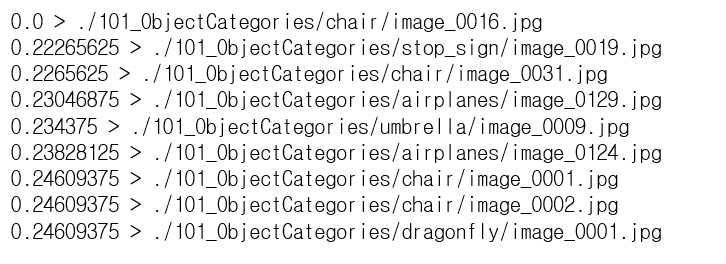 0.0 > ./101_ObjectCategories/chair/image_0016.jpg
0.22265625 > ./101_ObjectCategories/stop_sign/image_0019.jpg
0.2265625 > ./101_ObjectCategories/chair/image_0031.jpg
0.23046875 > ./101_ObjectCategories/airplanes/image_0129.jpg
0.234375 > ./101_ObjectCategories/umbrella/image_0009.jpg
0.23828125 > ./101_ObjectCategories/airplanes/image_0124.jpg
0.24609375 > ./101_ObjectCategories/chair/image_0001.jpg
0.24609375 > ./101_ObjectCategories/chair/image_0002.jpg
0.24609375 > ./101_ObjectCategories/dragonfly/image_0001.jpg